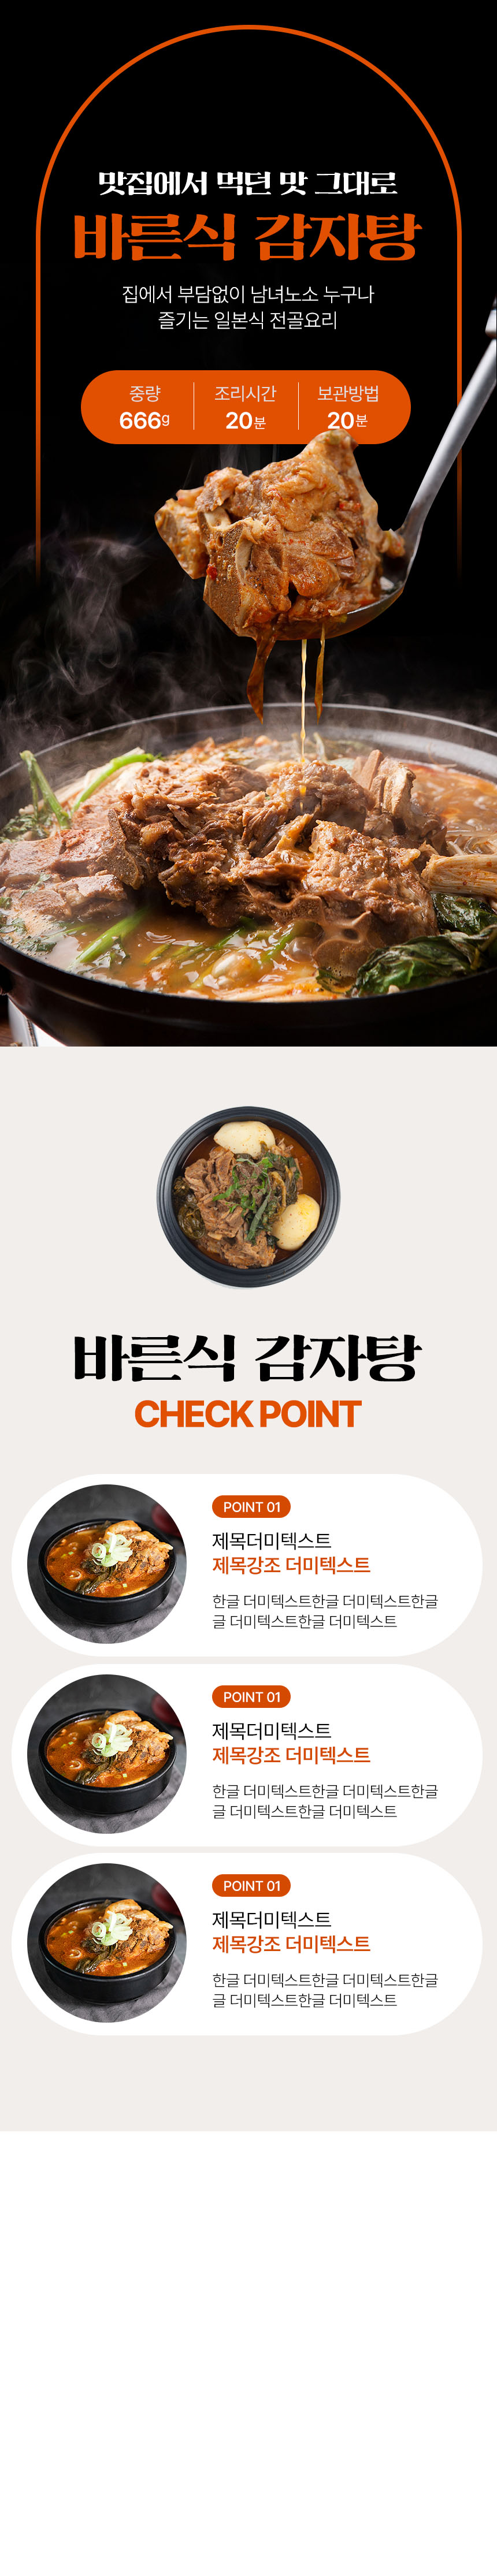 맛집에서 먹던 맛 그대로
바른식 감자탕
집에서 부담없이 남녀노소 누구나
즐기는 일본식 전골요리
중량 조리시간 보관방법
666g 20분 20분
바른식 감자탕
CHECK POINT
POINT 01
제목더미텍스트
제목강조 더미텍스트
한글 더미텍스트한글 더미텍스트한글
글 더미텍스트한글 더미텍스트
POINT 01
제목더미텍스트
제목강조 더미텍스트
한글 더미텍스트한글 더미텍스트한글
글 더미텍스트한글 더미텍스트
POINT 01
제목더미텍스트
제목강조 더미텍스트
한글 더미텍스트한글 더미텍스트한글
글 더미텍스트한글 더미텍스트